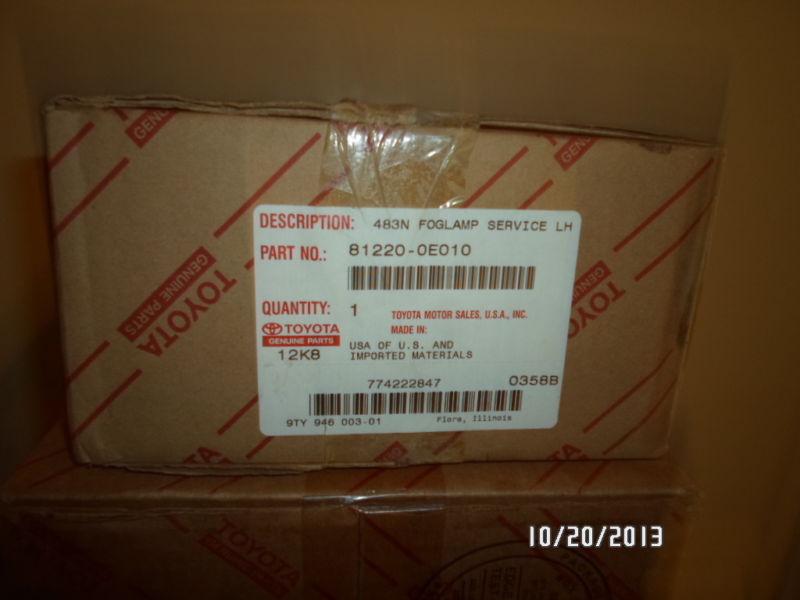 TOYOTA
GENUINE PARTS
DESCRIPTION: 483N FOGLAMP SERVICE LH
PART NO.: 81220-0E010
QUANTITY: 1
TOYOTA MOTOR SALES, U.S.A., INC.
MADE IN:
TOYOTA
GENUINE PARTS
USA OF U.S. AND
IMPORTED MATERIALS
12K8
774222847
0358B
9TY 946 003-01
Flora, Illinois
TOYOTA
10/20/2013